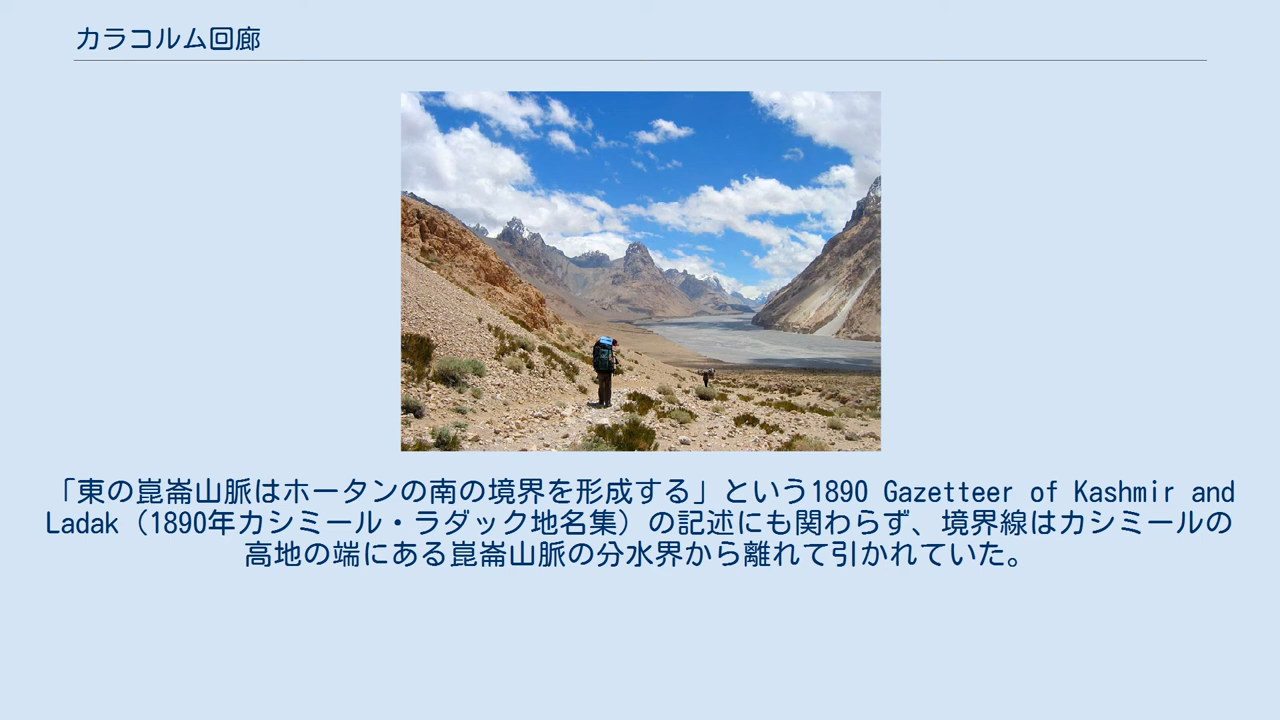 カラコルム回廊
「東の崑崙山脈はホータンの南の境界を形成する」という1890 Gazetteer of Kashmir and
Ladak（1890年カシミール・ラダック地名集）の記述にも関わらず、境界線はカシミールの
高地の端にある崑崙山脈の分水界から離れて引かれていた。